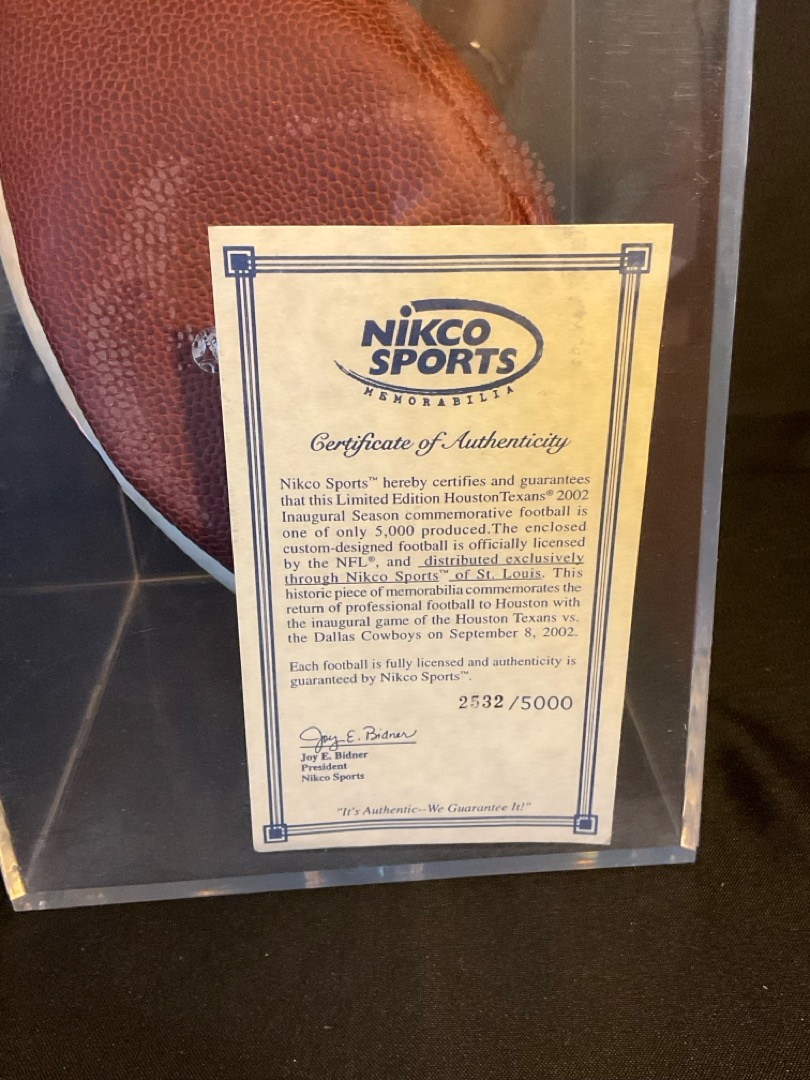 NIKCO
SPORTS
MEMORABILIA
Certificate of Authenticity
Nikco Sports™ hereby certifies and guarantees
that this Limited Edition HoustonTexans® 2002
Inaugural Season commemorative football is
one of only 5,000 produced.The enclosed
custom-designed football is officially licensed
by the NFL®, and distributed exclusively
through Nikco Sports™ of St. Louis. This
historic piece of memorabilia commemorates the
return of professional football to Houston with
the inaugural game of the Houston Texans vs.
the Dallas Cowboys on September 8, 2002.
Each football is fully licensed and authenticity is
guaranteed by Nikco Sports™.
2532/5000
Joy E. Bidner
Joy E. Bidner
President
Nikco Sports
"It's Authentic--We Guarantee It!"